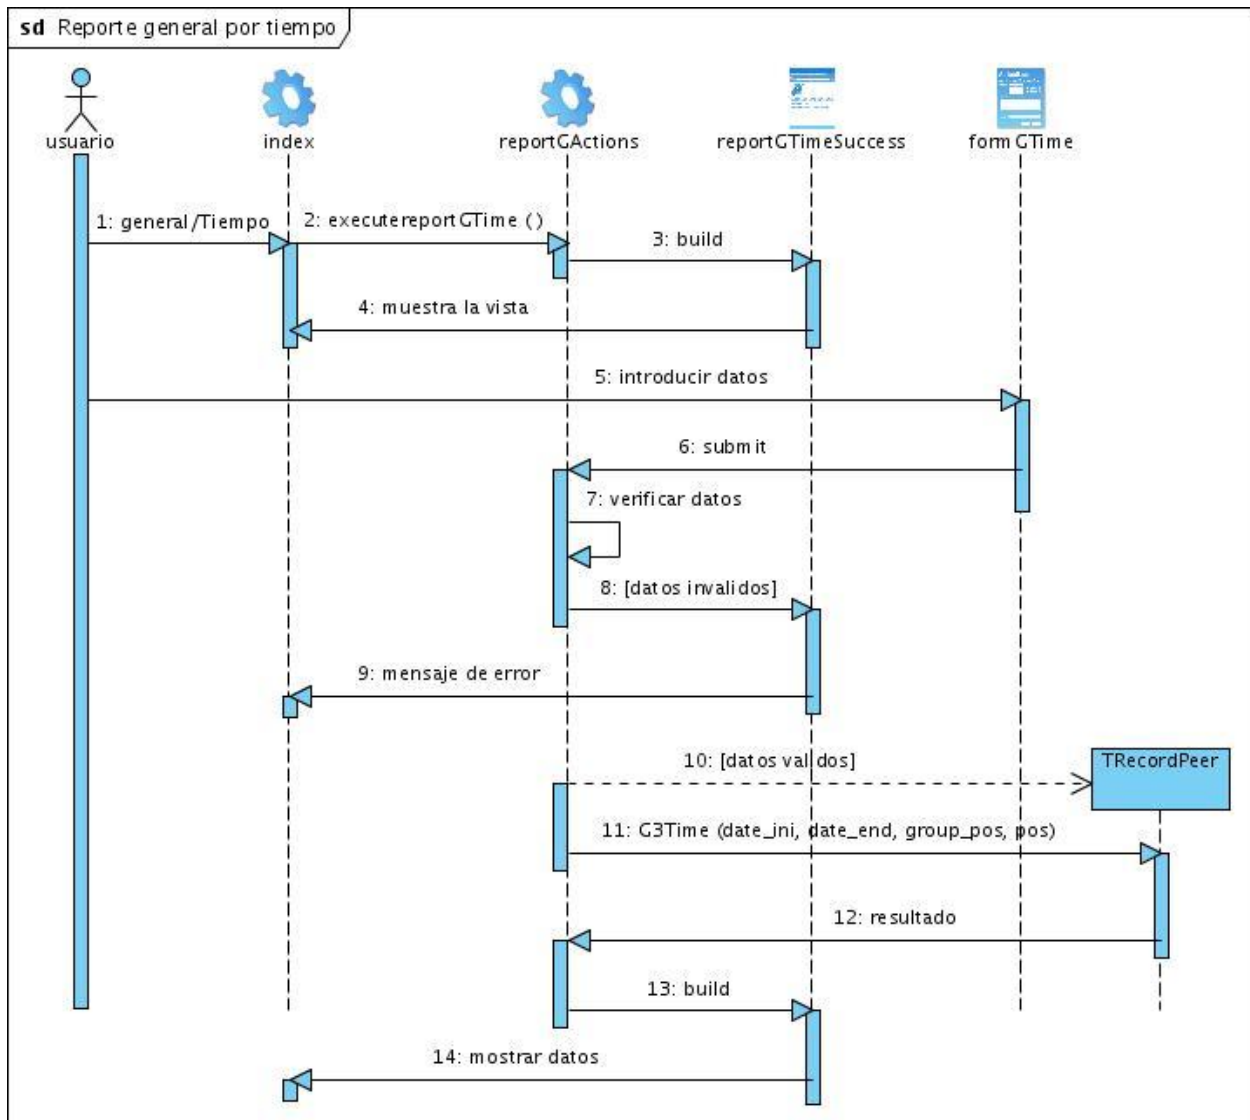 sd Reporte general por tiempo
usuario
index
reportGActions
reportGTimeSuccess
formGTime
1: general/Tiempo
2: executereportGTime ()
3: build
4: muestra la vista
5: introducir datos
6: submit
7: verificar datos
8: [datos invalidos]
9: mensaje de error
10: [datos validos]
TRecordPeer
11: G3Time (date_ini, date_end, group_pos, pos)
12: resultado
13: build
14: mostrar datos